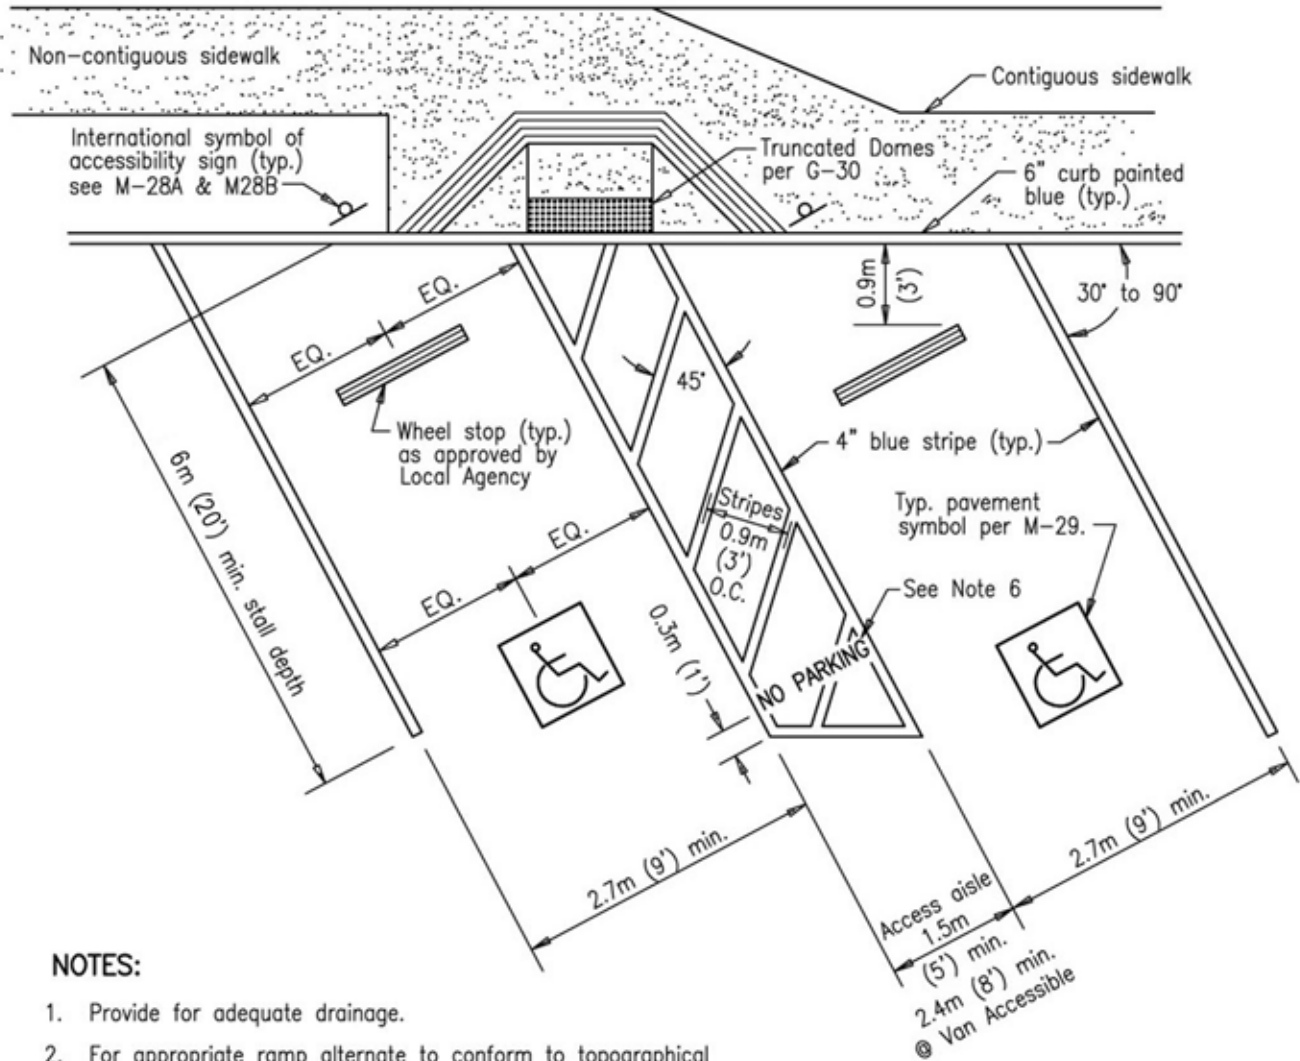 Non-contiguous sidewalk
Contiguous sidewalk
International symbol of
accessibility sign (typ.)
see M-28A & M28B
Truncated Domes
per G-30
6" curb painted
blue (typ.)
EQ.
EQ.
0.9m
(3')
30° to 90°
45°
Wheel stop (typ.)
as approved by
Local Agency
4" blue stripe (typ.)
6m (20') min. stall depth
Stripes
0.9m
(3')
O.C.
Typ. pavement
symbol per M-29.
EQ.
EQ.
See Note 6
0.3m (1')
NO PARKING
2.7m (9') min.
2.7m (9') min.
Access aisle
1.5m
(5') min.
2.4m (8') min.
@ Van Accessible
NOTES:
1. Provide for adequate drainage.
2. For appropriate ramp alternate to conform to topographical